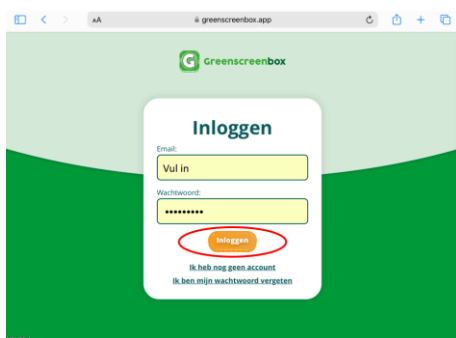 AA greenscreenbox.app
G Greenscreenbox
Inloggen
Email:
Vul in
Wachtwoord:
•••••••••
Inloggen
Ik heb nog geen account
Ik ben mijn wachtwoord vergeten